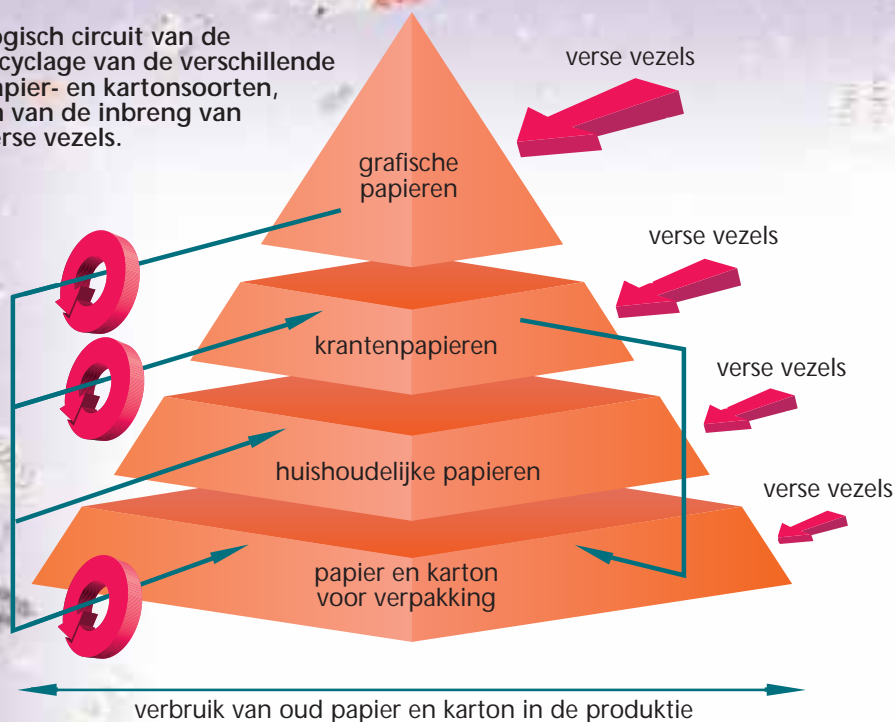 ogisch circuit van de
cyclage van de verschillende
apier- en kartonsoorten,
n van de inbreng van
erse vezels.
verse vezels
grafische
papieren
verse vezels
krantenpapieren
verse vezels
huishoudelijke papieren
verse vezels
papier en karton
voor verpakking
verbruik van oud papier en karton in de produktie